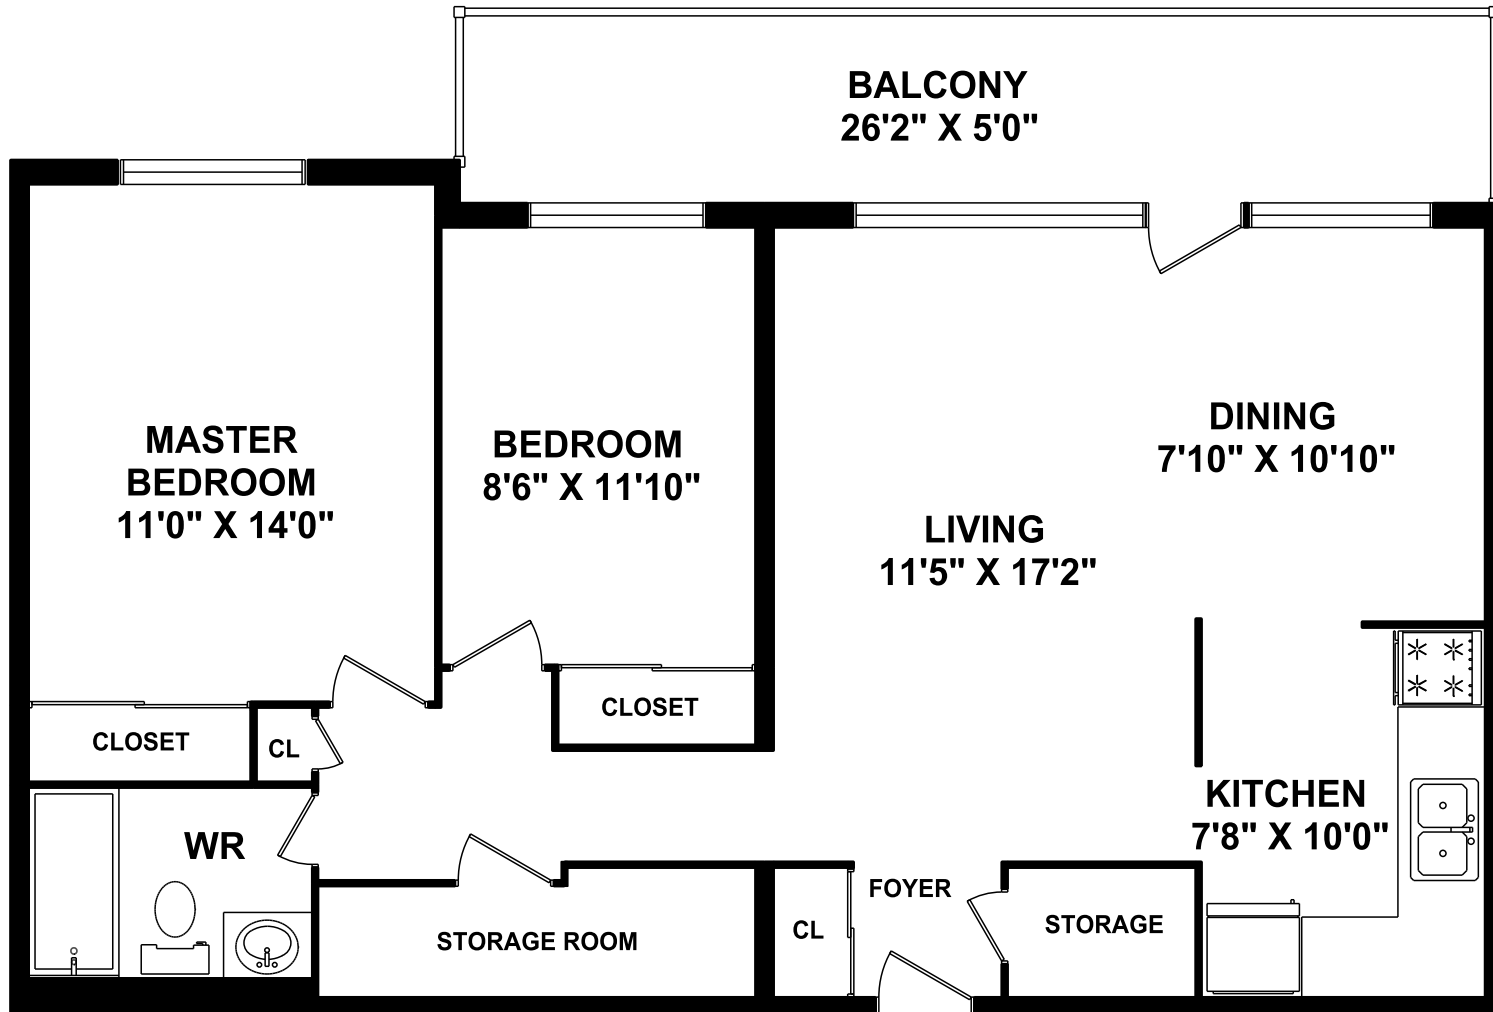 BALCONY
26'2" X 5'0"
MASTER
BEDROOM
11'0" X 14'0"
BEDROOM
8'6" X 11'10"
DINING
7'10" X 10'10"
LIVING
11'5" X 17'2"
CLOSET
CLOSET
CL
KITCHEN
7'8" X 10'0"
WR
FOYER
STORAGE ROOM
CL
STORAGE